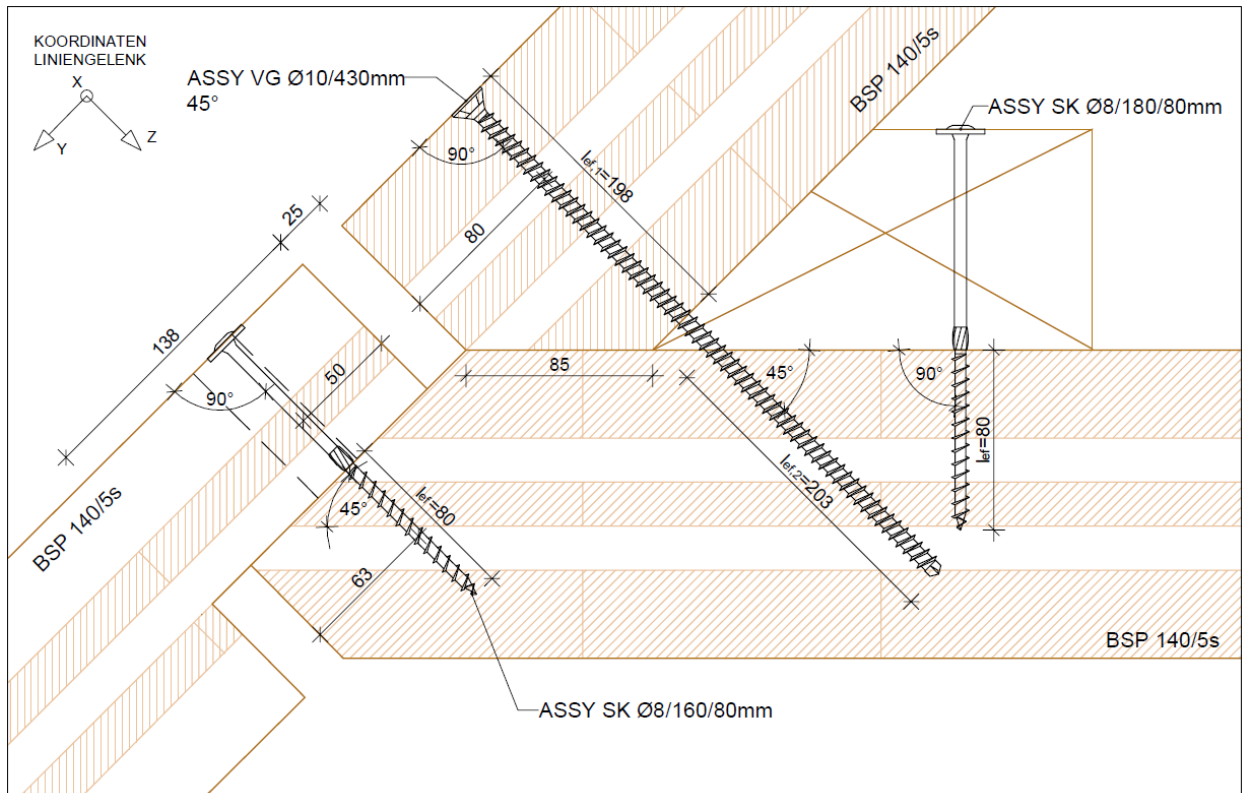 KOORDINATEN
LINIENGELENK
X
Y
Z
ASSY VG Ø10/430mm
45°
BSP 140/5s
ASSY SK Ø8/180/80mm
90°
lef,1=198
25
80
138
85
45°
90°
50
90°
lef=80
lef,2=203
lef=80
BSP 140/5s
45°
63
BSP 140/5s
ASSY SK Ø8/160/80mm